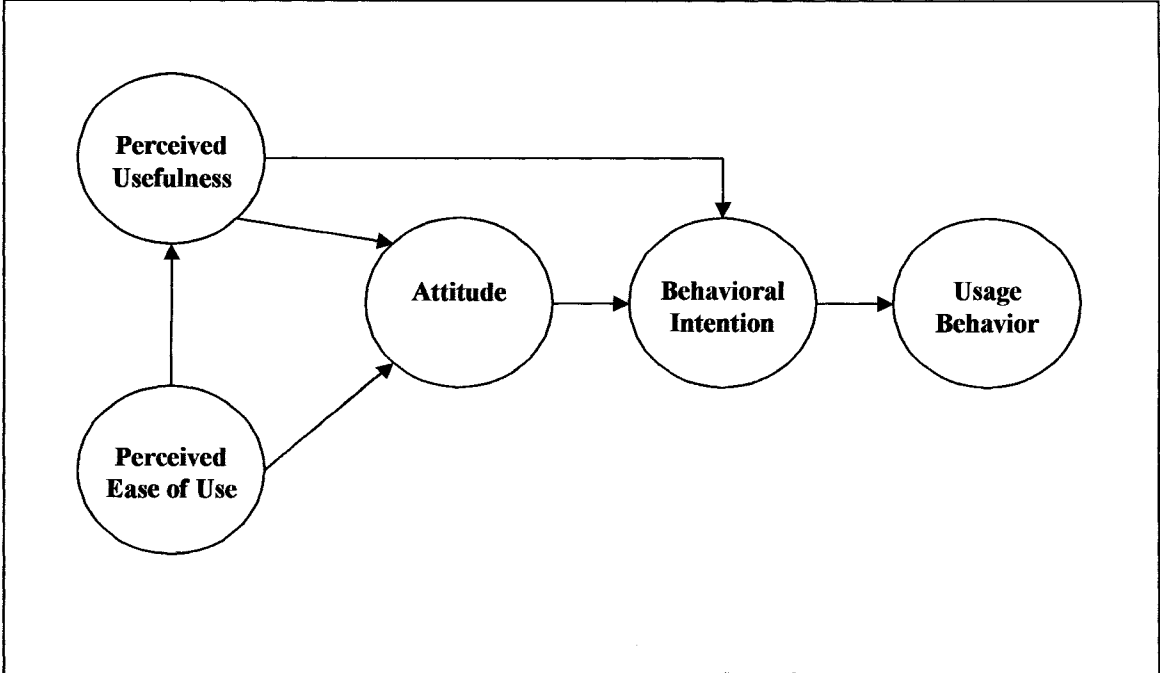 Perceived
Usefulness
Attitude
Behavioral
Intention
Usage
Behavior
Perceived
Ease of Use